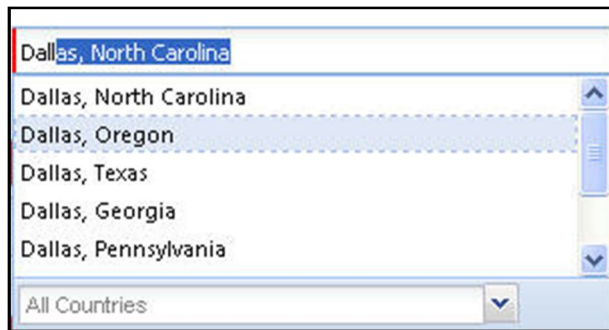 Dallas, North Carolina
Dallas, North Carolina
Dallas, Oregon
Dallas, Texas
Dallas, Georgia
Dallas, Pennsylvania
All Countries